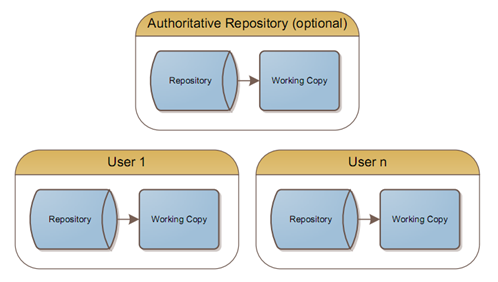 Authoritative Repository (optional)
Repository
Working Copy
User 1
Repository
Working Copy
User n
Repository
Working Copy